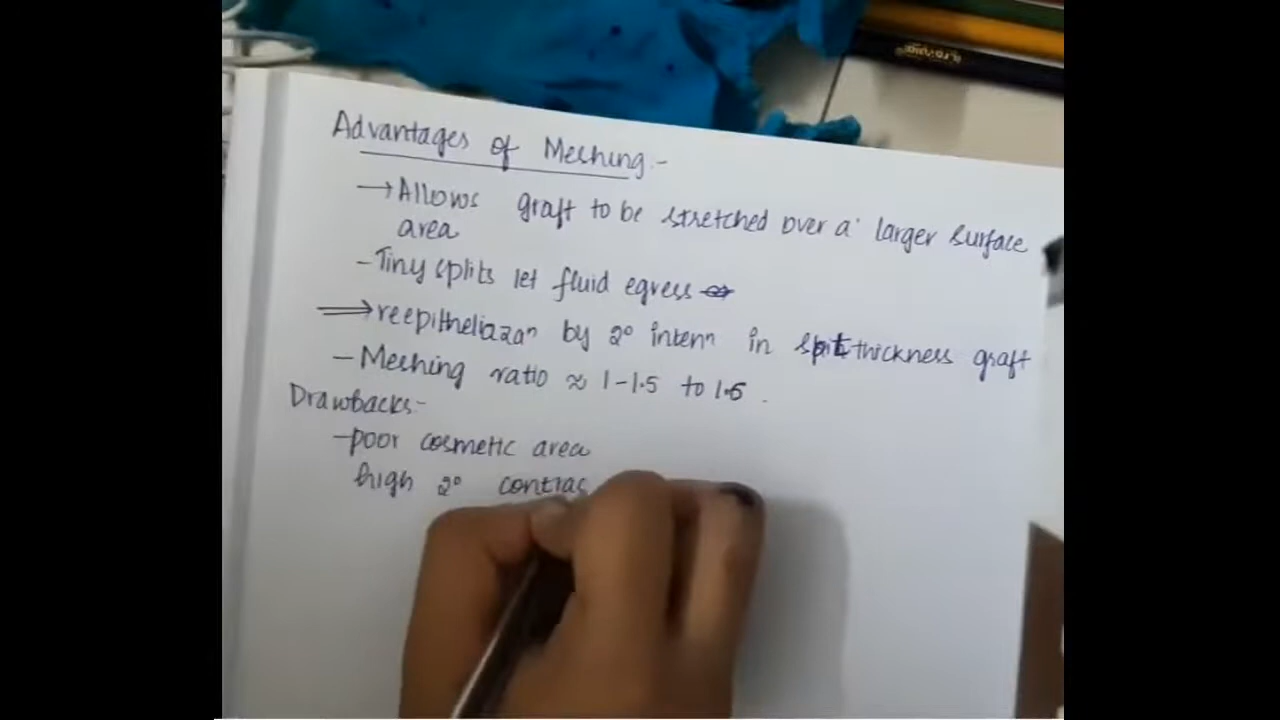 Advantages of Meshing:-
→Allows graft to be stretched over a larger surface
area
-Tiny splits let fluid egress
⇒reepitheliazaⁿ by 2° intenⁿ in split thickness graft
- Meshing ratio ≈ 1-1.5 to 1.6.
Drawbacks:-
-poor cosmetic area
high 2° contrac